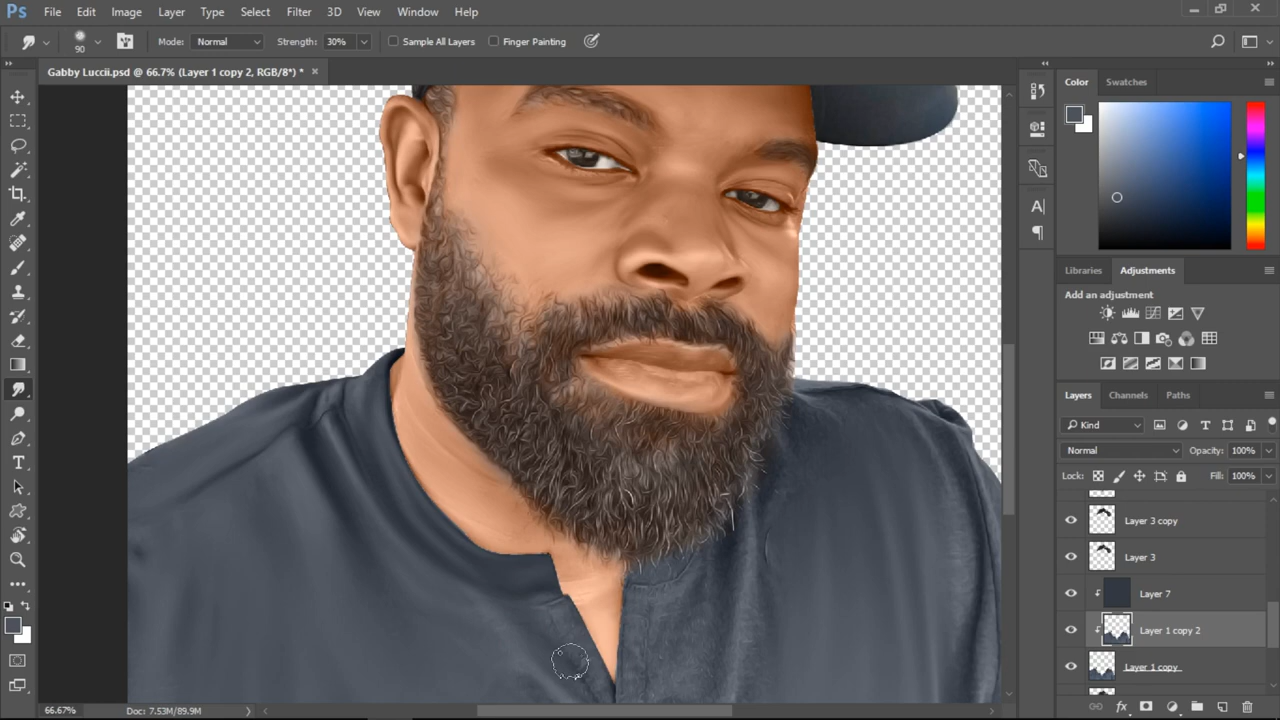 Ps File Edit Image Layer Type Select Filter 3D View Window Help
90 Mode: Normal Strength: 30% Sample All Layers Finger Painting
Gabby Luccii.psd @ 66.7% (Layer 1 copy 2, RGB/8*) * ×
Color Swatches
Libraries Adjustments
Add an adjustment
Layers Channels Paths
Kind
Normal Opacity: 100%
Lock: Fill: 100%
Layer 3 copy
Layer 3
Layer 7
Layer 1 copy 2
Layer 1 copy
66.67% Doc: 7.53M/89.9M